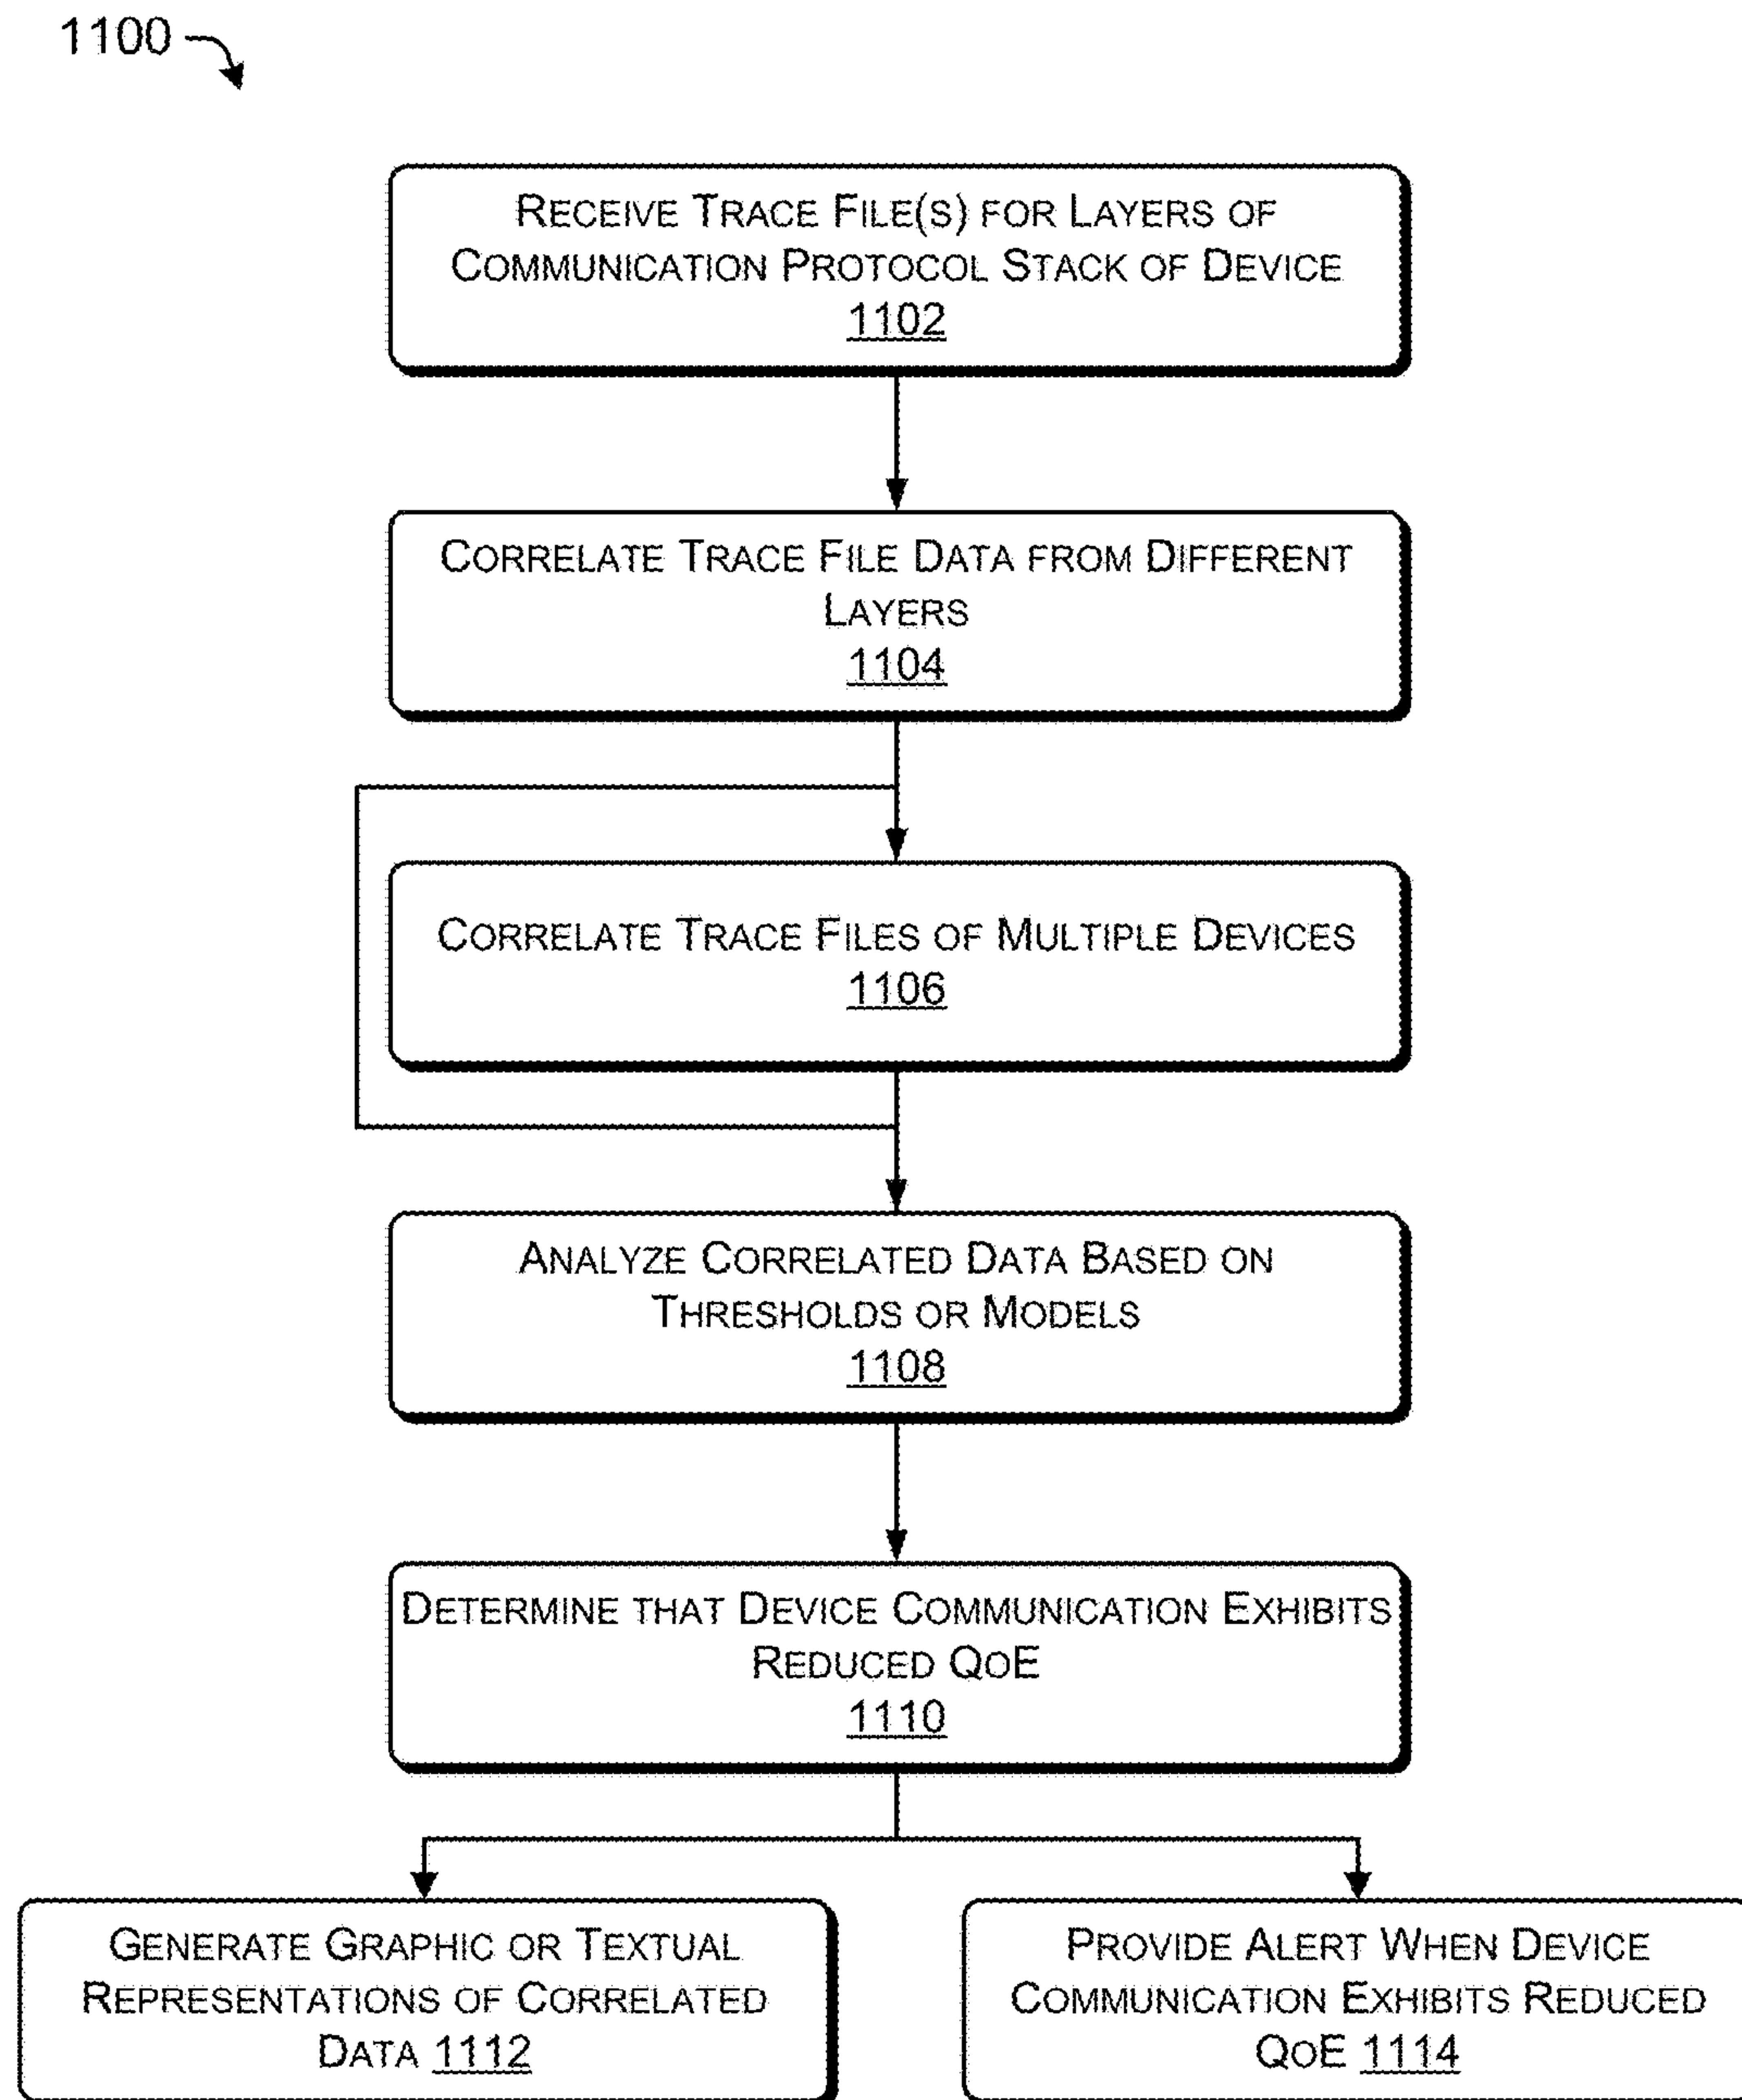 1100
RECEIVE TRACE FILE(S) FOR LAYERS OF
COMMUNICATION PROTOCOL STACK OF DEVICE
1102
CORRELATE TRACE FILE DATA FROM DIFFERENT
LAYERS
1104
CORRELATE TRACE FILES OF MULTIPLE DEVICES
1106
ANALYZE CORRELATED DATA BASED ON
THRESHOLDS OR MODELS
1108
DETERMINE THAT DEVICE COMMUNICATION EXHIBITS
REDUCED QOE
1110
GENERATE GRAPHIC OR TEXTUAL
REPRESENTATIONS OF CORRELATED
DATA 1112
PROVIDE ALERT WHEN DEVICE
COMMUNICATION EXHIBITS REDUCED
QOE 1114